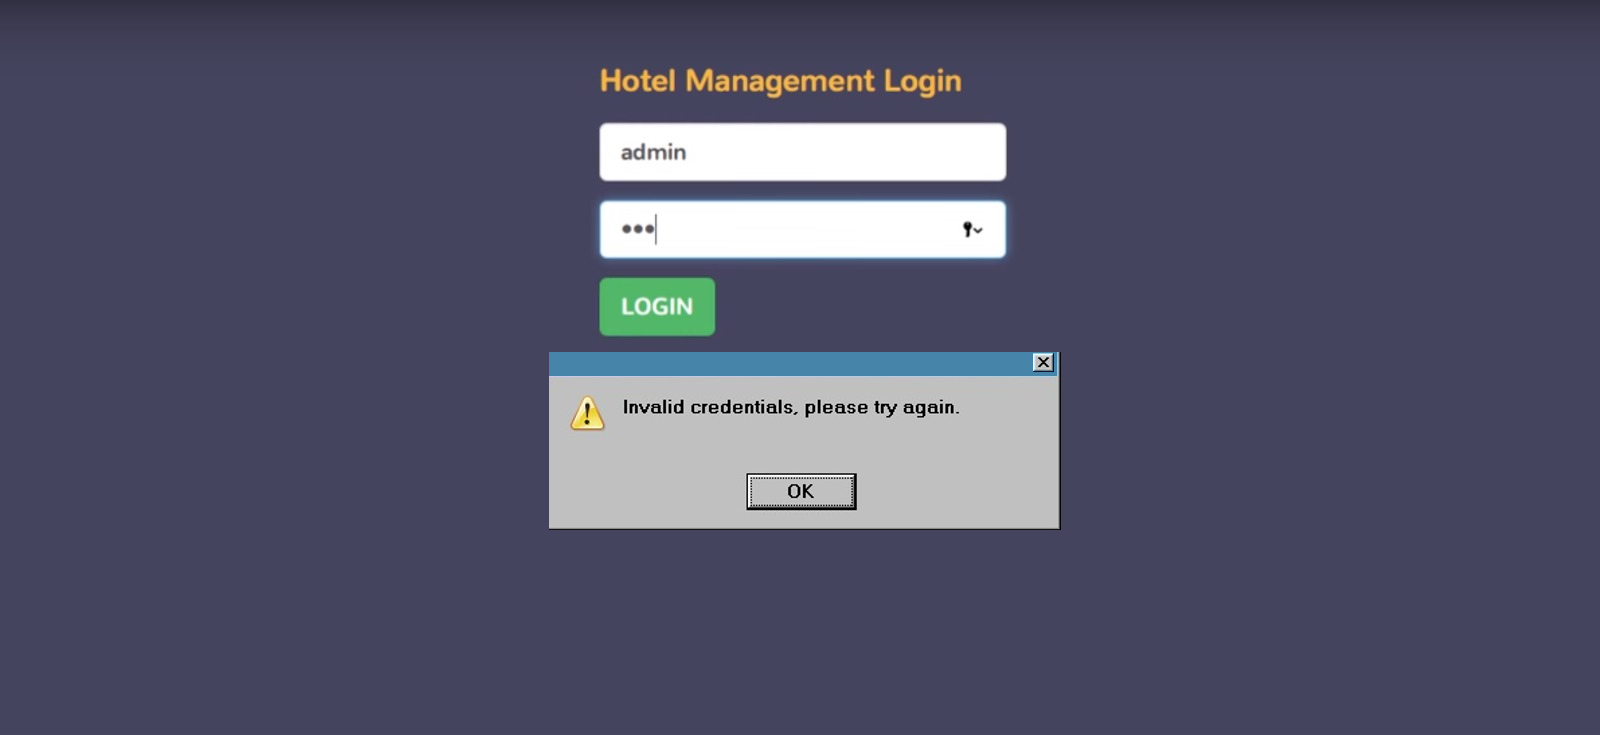 Hotel Management Login
admin
•••
LOGIN
Invalid credentials, please try again.
OK